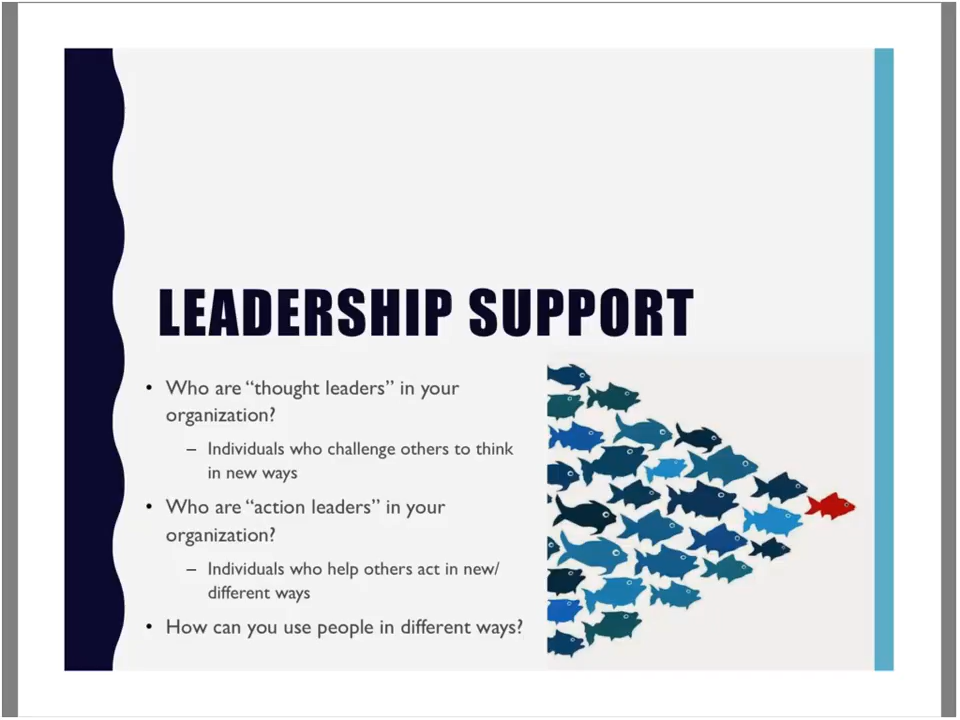 LEADERSHIP SUPPORT
• Who are “thought leaders” in your
organization?
– Individuals who challenge others to think
in new ways
• Who are “action leaders” in your
organization?
– Individuals who help others act in new/
different ways
• How can you use people in different ways?